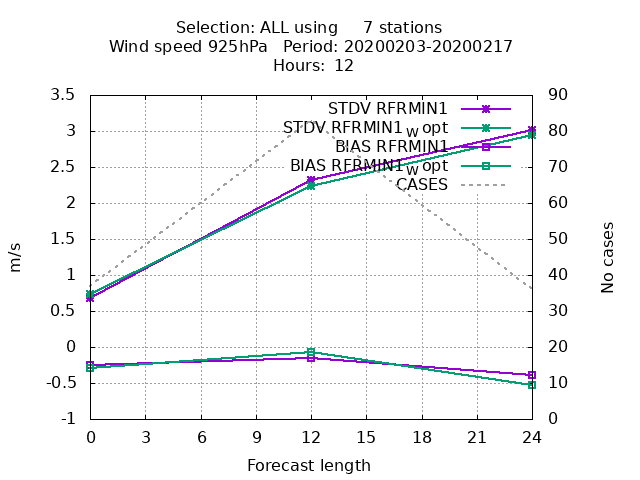 Selection: ALL using     7 stations
Wind speed 925hPa   Period: 20200203-20200217
Hours: 12
STDV RFRMIN1
STDV RFRMIN1W opt
BIAS RFRMIN1
BIAS RFRMIN1W opt
CASES
3.5
3
2.5
2
1.5
1
0.5
0
-0.5
-1
m/s
90
80
70
60
50
40
30
20
10
0
No cases
0 3 6 9 12 15 18 21 24
Forecast length